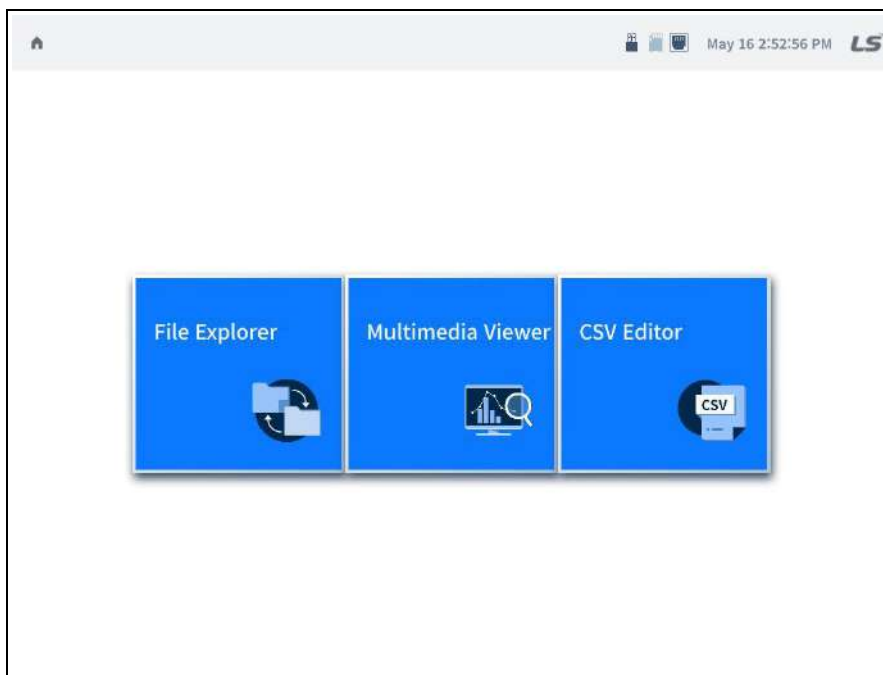 May 16 2:52:56 PM LS
File Explorer
Multimedia Viewer
CSV Editor
CSV